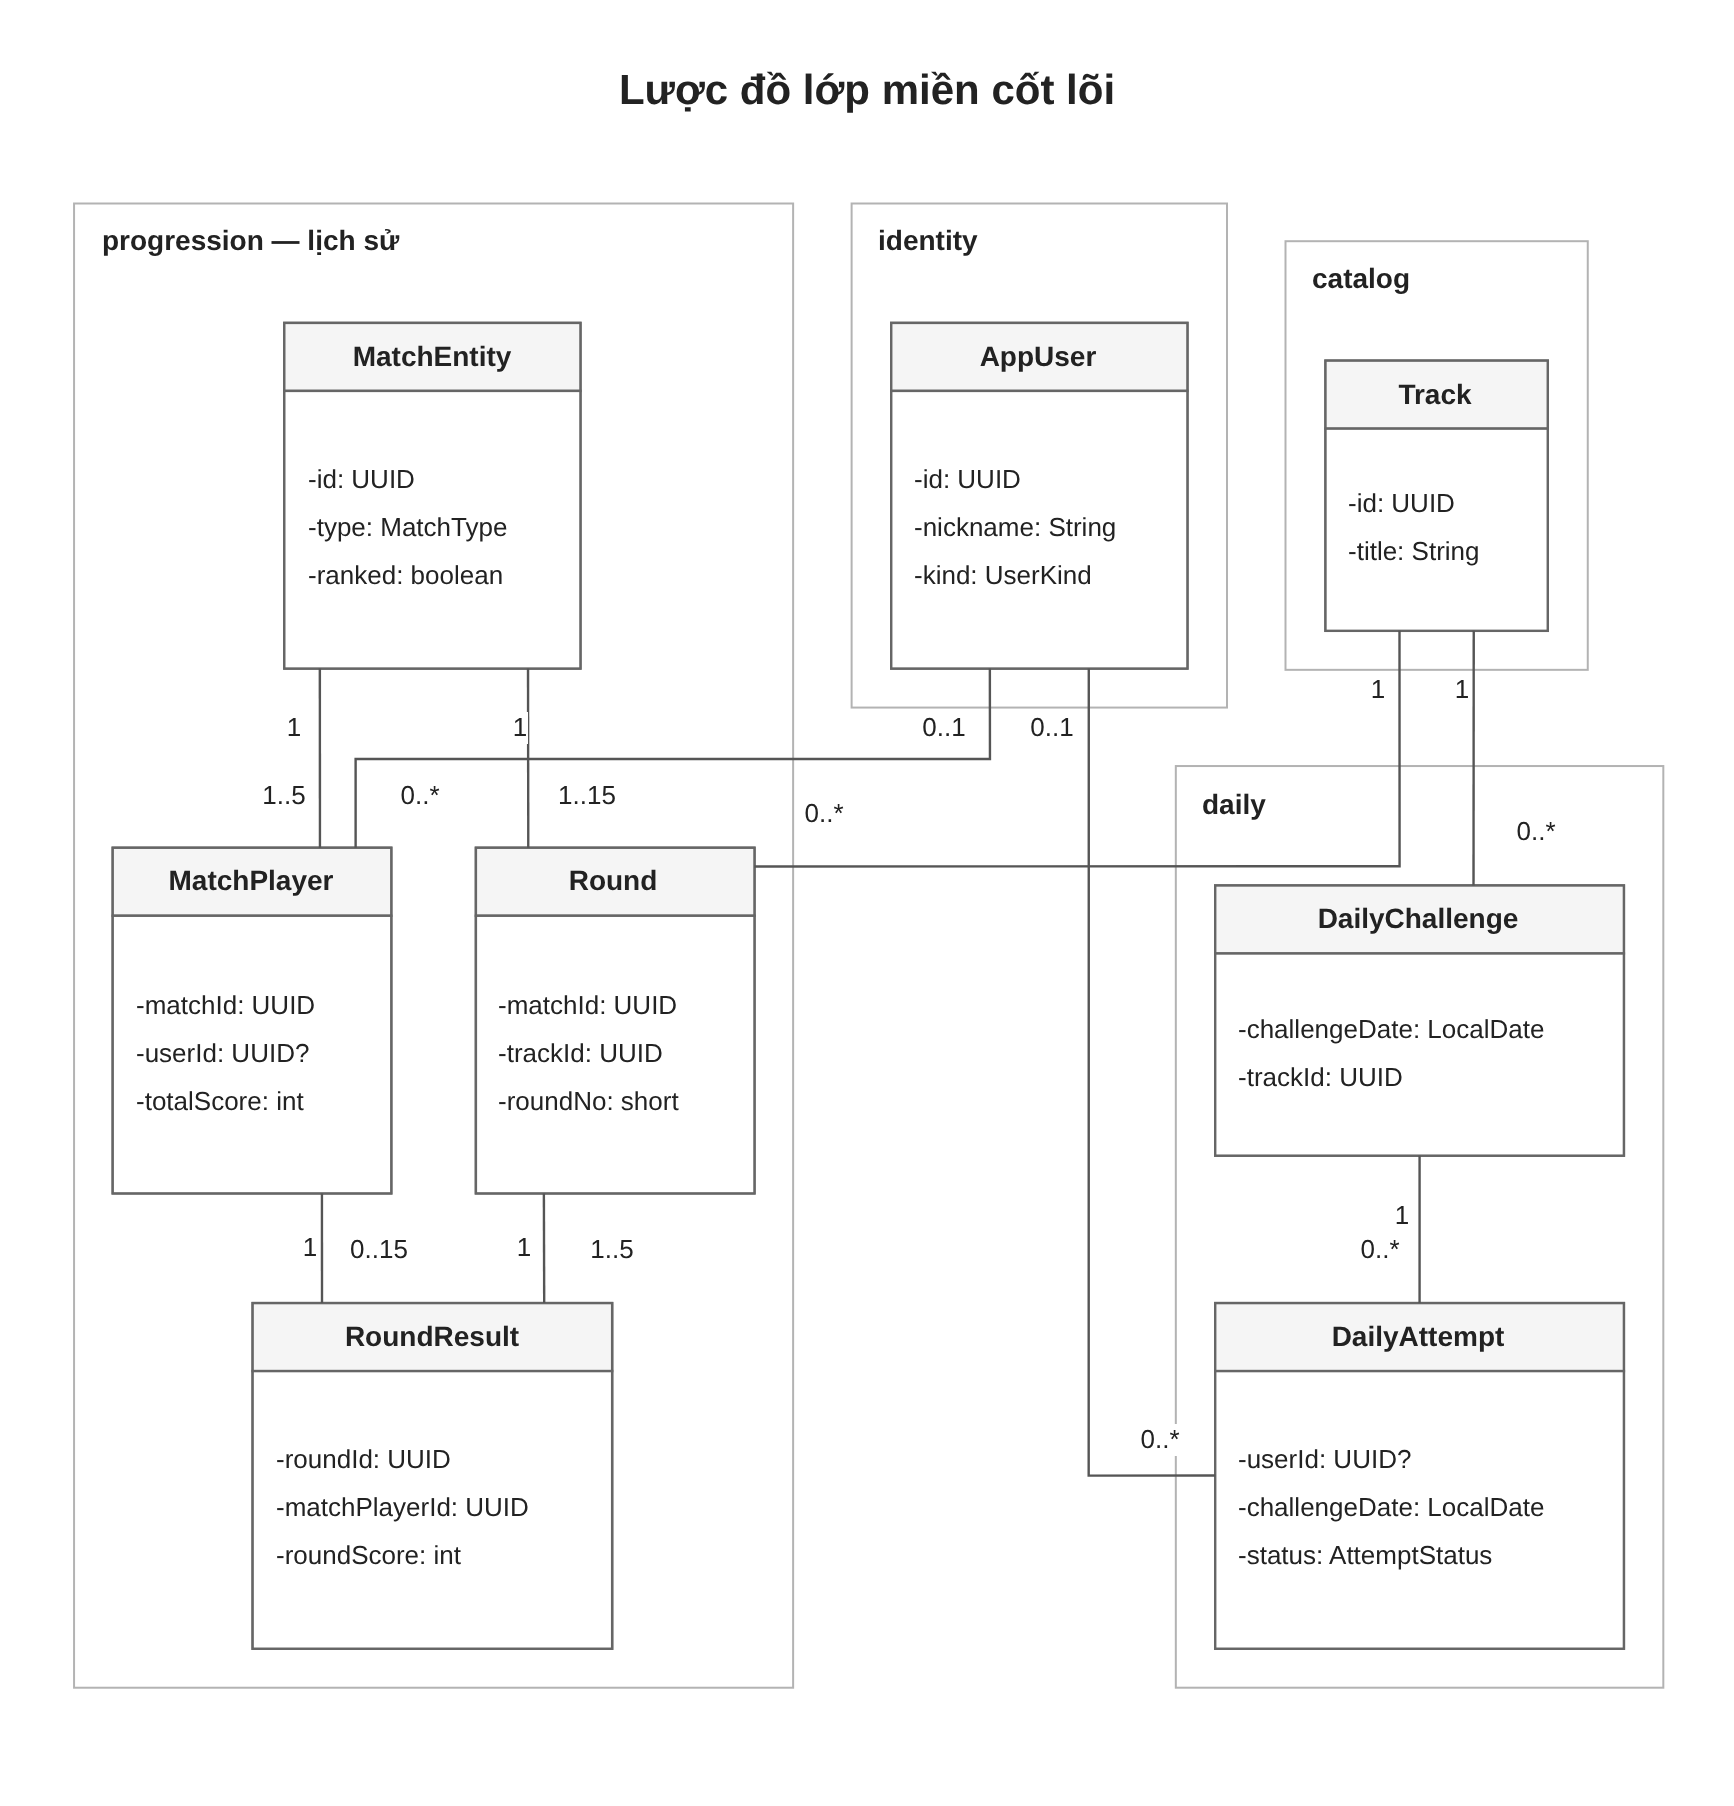 Lược đồ lớp miền cốt lõi
progression — lịch sử
MatchEntity
-id: UUID
-type: MatchType
-ranked: boolean
identity
AppUser
-id: UUID
-nickname: String
-kind: UserKind
catalog
Track
-id: UUID
-title: String
1
1
0..1
0..1
1
1
1..5
0..*
1..15
0..*
MatchPlayer
-matchId: UUID
-userId: UUID?
-totalScore: int
Round
-matchId: UUID
-trackId: UUID
-roundNo: short
daily
0..*
DailyChallenge
-challengeDate: LocalDate
-trackId: UUID
1
0..15
1
1..5
1
0..*
RoundResult
-roundId: UUID
-matchPlayerId: UUID
-roundScore: int
0..*
DailyAttempt
-userId: UUID?
-challengeDate: LocalDate
-status: AttemptStatus